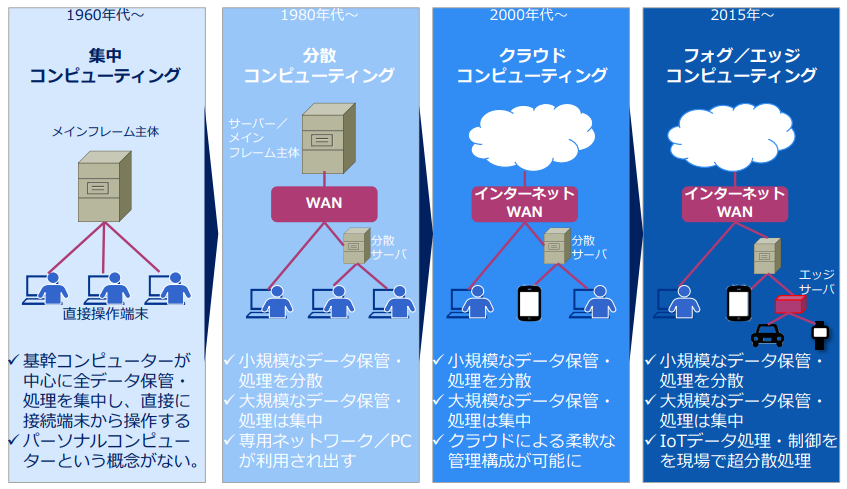 1960年代～
集中
コンピューティング
メインフレーム主体
直接操作端末
✓基幹コンピューターが
中心に全データ保管・
処理を集中し、直接に
接続端末から操作する
✓パーソナルコンピュー
ターという概念がない。
1980年代～
分散
コンピューティング
サーバー／
メイン
フレーム主体
WAN
分散
サーバ
✓小規模なデータ保管・
処理を分散
✓大規模なデータ保管・
処理は集中
✓専用ネットワーク／PC
が利用され出す
2000年代～
クラウド
コンピューティング
インターネット
WAN
分散
サーバ
✓小規模なデータ保管・
処理を分散
✓大規模なデータ保管・
処理は集中
✓クラウドによる柔軟な
管理構成が可能に
2015年～
フォグ／エッジ
コンピューティング
インターネット
WAN
エッジ
サーバ
✓小規模なデータ保管・
処理を分散
✓大規模なデータ保管・
処理は集中
✓IoTデータ処理・制御を
を現場で超分散処理